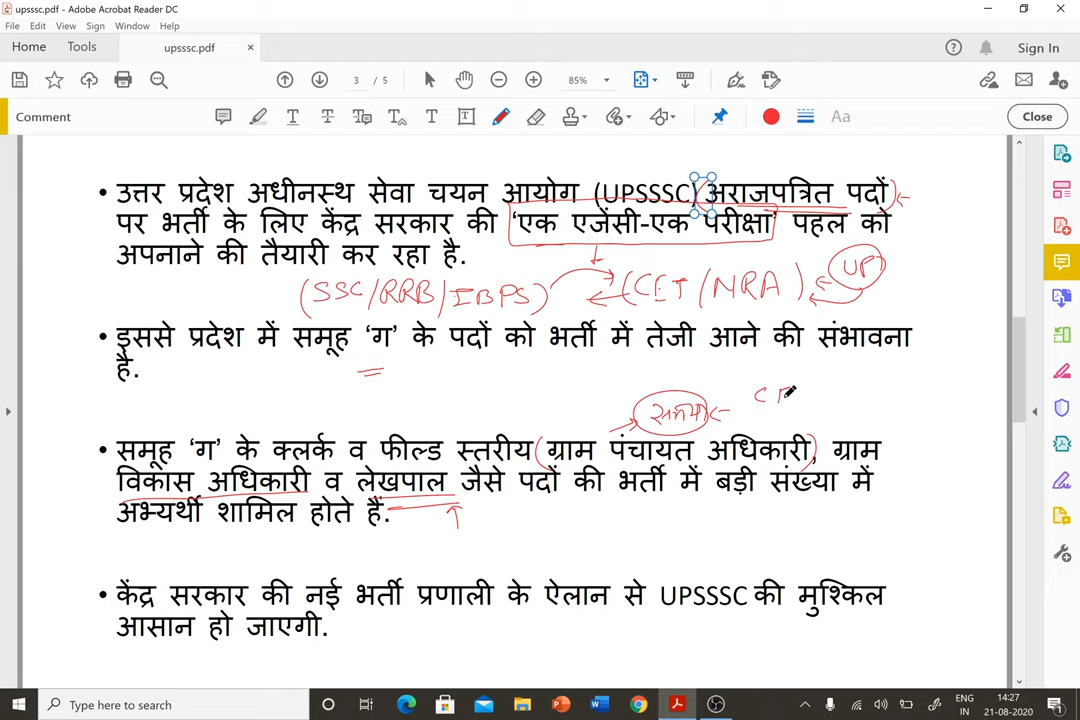 upsssc.pdf - Adobe Acrobat Reader DC
File Edit View Sign Window Help
Home Tools upsssc.pdf × Sign In
3 / 5 85%
Comment Aa Close
• उत्तर प्रदेश अधीनस्थ सेवा चयन आयोग (UPSSSC) अराजपत्रित पदों
पर भर्ती के लिए केंद्र सरकार की ‘एक एजेंसी-एक परीक्षा’ पहल को
अपनाने की तैयारी कर रहा है.
(SSC/RRB/IBPS) (CET/NRA) UP
• इससे प्रदेश में समूह ‘ग’ के पदों को भर्ती में तेजी आने की संभावना
है.
• समूह ‘ग’ के क्लर्क व फील्ड स्तरीय (ग्राम पंचायत अधिकारी), ग्राम
विकास अधिकारी व लेखपाल जैसे पदों की भर्ती में बड़ी संख्या में
अभ्यर्थी शामिल होते हैं.
• केंद्र सरकार की नई भर्ती प्रणाली के ऐलान से UPSSSC की मुश्किल
आसान हो जाएगी.
Type here to search
ENG
IN
14:27
21-08-2020